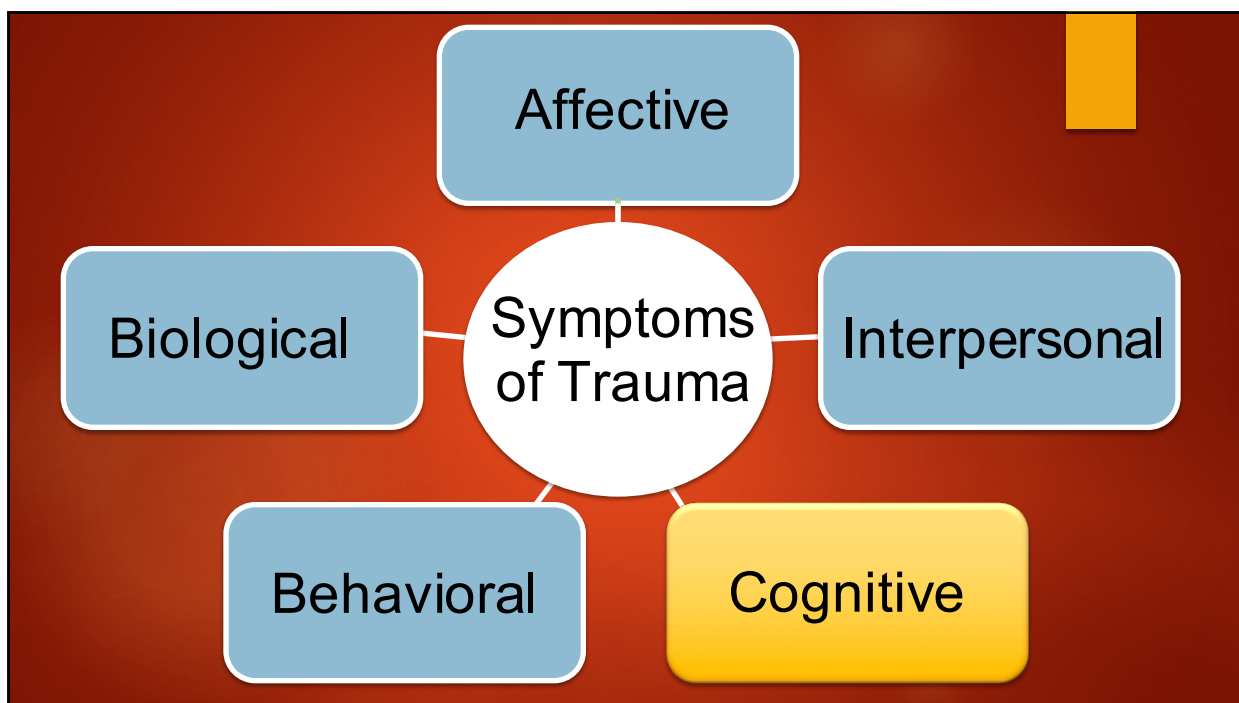 Affective
Biological
Symptoms
of Trauma
Interpersonal
Behavioral
Cognitive